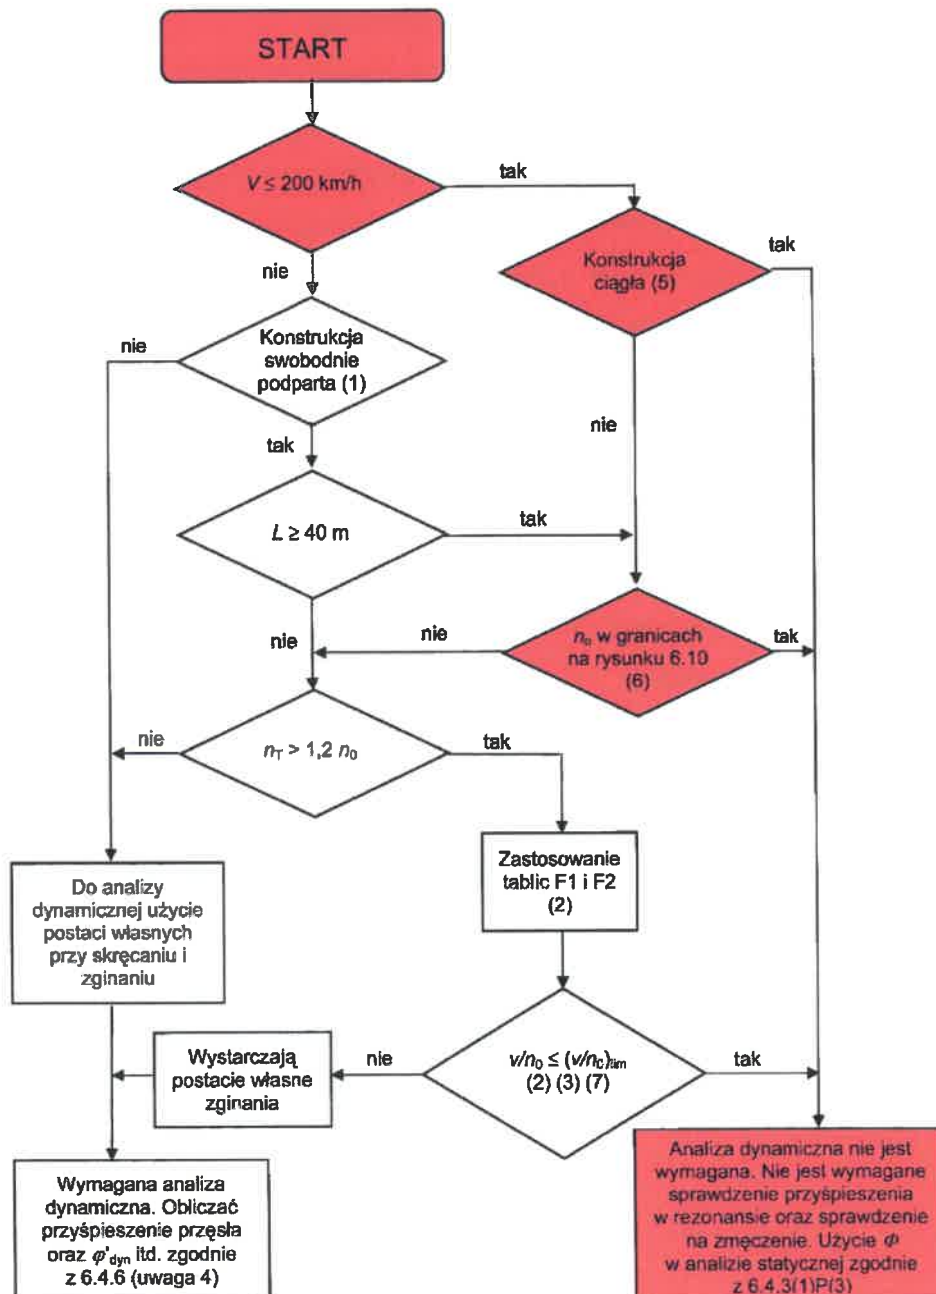 START
V ≤ 200 km/h
tak
nie
Konstrukcja
ciągła (5)
tak
nie
Konstrukcja
swobodnie
podparta (1)
nie
tak
L ≥ 40 m
tak
nie
n₀ w granicach
na rysunku 6.10
(6)
nie
tak
nT > 1,2 n₀
nie
tak
Zastosowanie
tablic F1 i F2
(2)
Do analizy
dynamicznej użycie
postaci własnych
przy skręcaniu i
zginaniu
v/n₀ ≤ (v/n₀)lim
(2) (3) (7)
nie
tak
Wystarczają
postacie własne
zginania
Wymagana analiza
dynamiczna. Obliczać
przyśpieszenie przęsła
oraz φ'dyn itd. zgodnie
z 6.4.6 (uwaga 4)
Analiza dynamiczna nie jest
wymagana. Nie jest wymagane
sprawdzenie przyśpieszenia
w rezonansie oraz sprawdzenie
na zmęczenie. Użycie Φ
w analizie statycznej zgodnie
z 6.4.3(1)P(3)